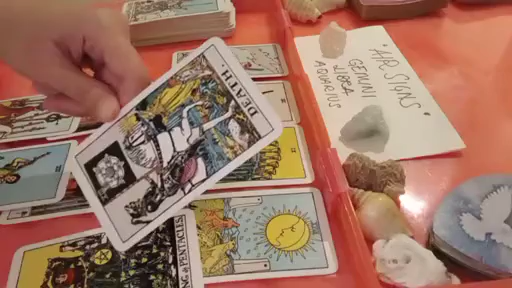 DEATH.
"AIR SIGNS"
GEMINI
LIBRA
AQUARIUS
PENTACLES